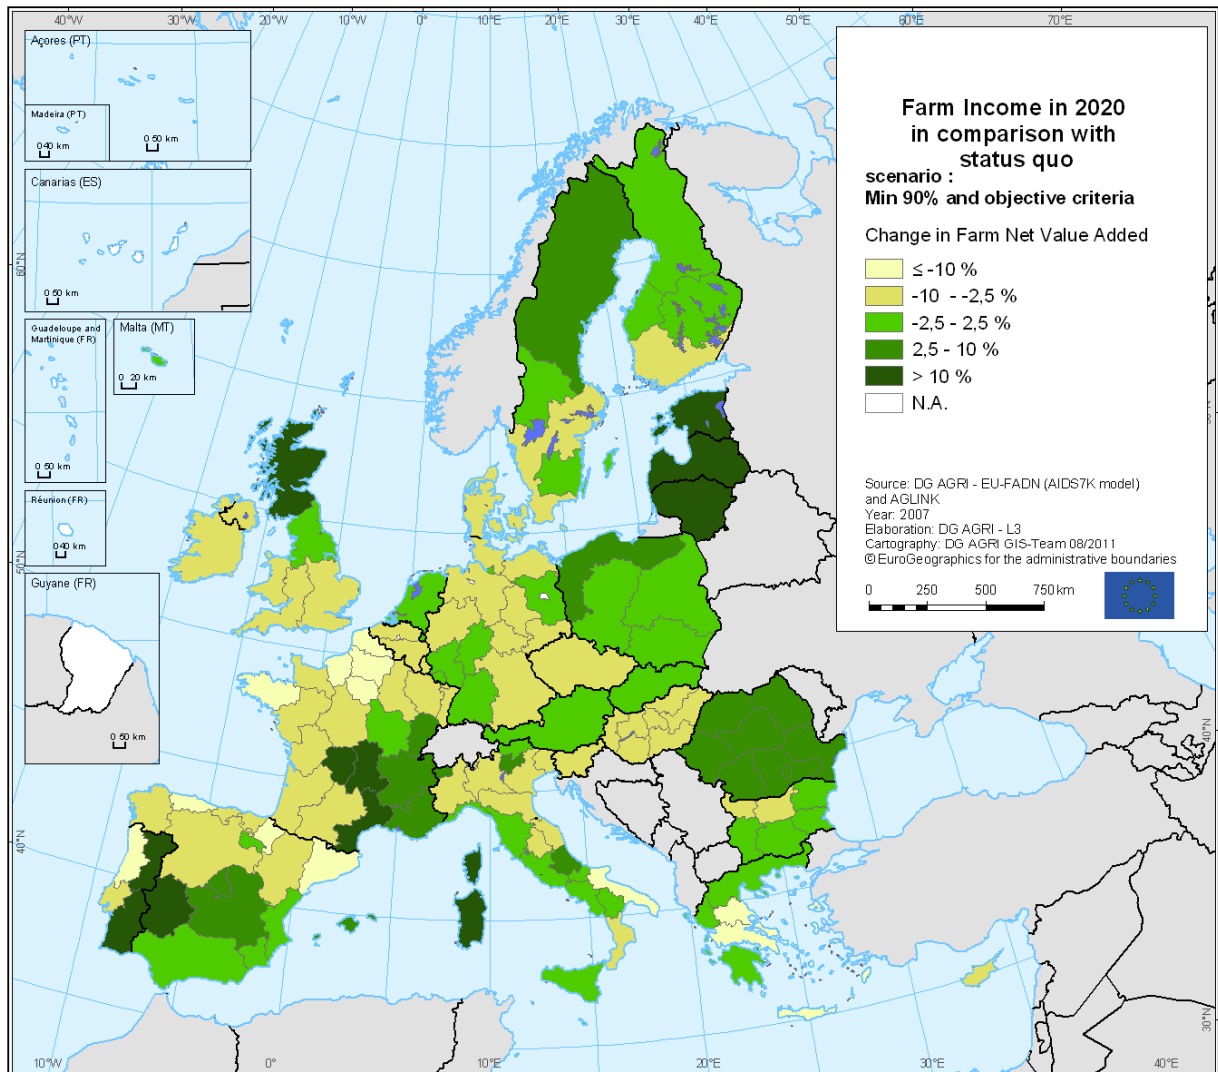 40°W
30°W
20°W
10°W
0°
10°E
20°E
30°E
40°E
50°E
60°E
70°E
Açores (PT)
Madeira (PT)
0 40 km
0 50 km
Canarias (ES)
0 50 km
Guadeloupe and
Martinique (FR)
0 50 km
Malta (MT)
0 20 km
Réunion (FR)
0 40 km
Guyane (FR)
0 50 km
60°N
50°N
40°N
Farm Income in 2020
in comparison with
status quo
scenario :
Min 90% and objective criteria
Change in Farm Net Value Added
≤ -10 %
-10 - -2,5 %
-2,5 - 2,5 %
2,5 - 10 %
> 10 %
N.A.
Source: DG AGRI - EU-FADN (AIDS7K model)
and AGLINK
Year: 2007
Elaboration: DG AGRI - L3
Cartography: DG AGRI GIS-Team 08/2011
© EuroGeographics for the administrative boundaries
0 250 500 750 km
40°N
30°N
10°W
0°
10°E
20°E
30°E
40°E